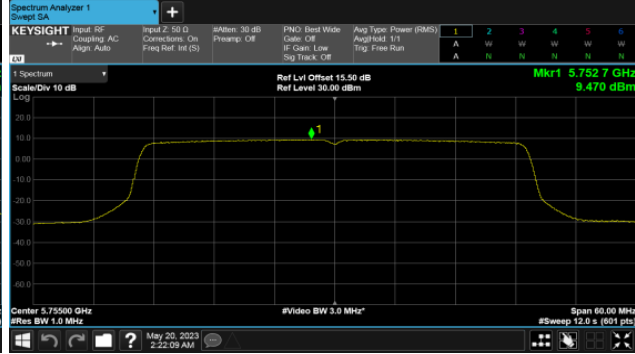 Spectrum Analyzer 1
Swept SA
+
KEYSIGHT Input: RF
Coupling: AC
Align: Auto
Input Z: 50 Ω
Corrections: On
Freq Ref: Int (S)
#Atten: 30 dB
Preamp: Off
PNO: Best Wide
Gate: Off
IF Gain: Low
Sig Track: Off
Avg Type: Power (RMS)
Avg|Hold: 1/1
Trig: Free Run
1 2 3 4 5 6
A W W W W W
A N N N N N
LXI
1 Spectrum
Scale/Div 10 dB
Ref Lvl Offset 15.50 dB
Ref Level 30.00 dBm
Mkr1 5.752 7 GHz
9.470 dBm
Log
20.0
10.0
0.00
-10.0
-20.0
-30.0
-40.0
-50.0
-60.0
1
Center 5.75500 GHz
#Res BW 1.0 MHz
#Video BW 3.0 MHz*
Span 60.00 MHz
#Sweep 12.0 s (601 pts)
?
May 20, 2023
2:22:09 AM